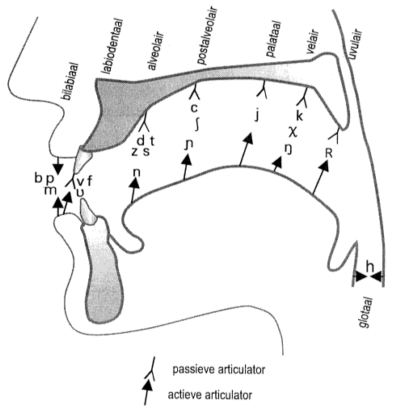 bilabiaal
labiodentaal
alveolair
postalveolair
palataal
velair
uvulair
c
ʃ
j
k
χ
d t
z s
ɲ
ŋ
R
n
b p
m
v f
ʋ
h
glotaal
passieve articulator
actieve articulator